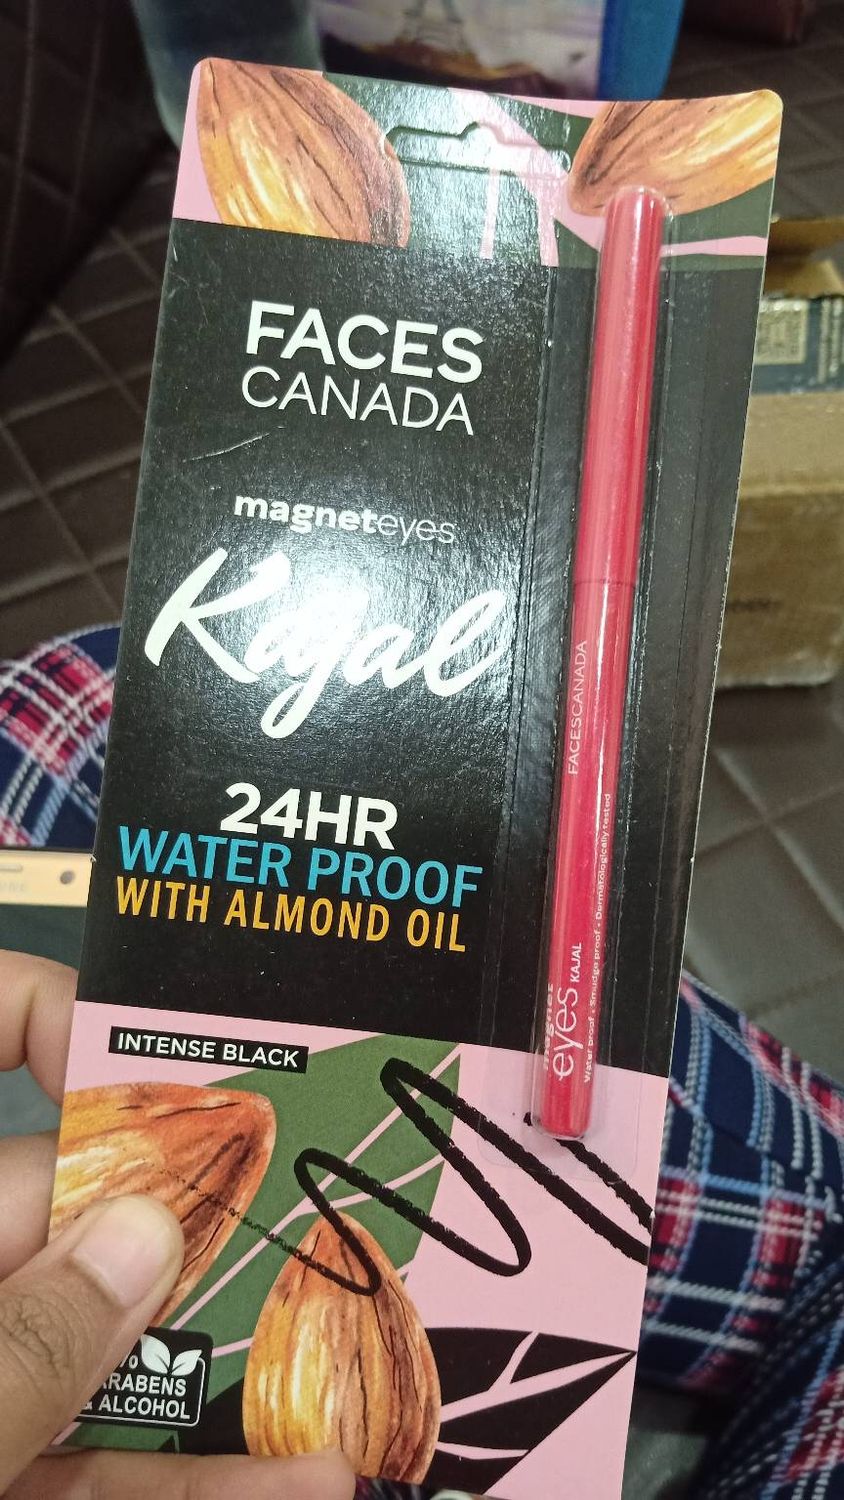 FACES
CANADA
magneteyes
Kajal
24HR
WATER PROOF
WITH ALMOND OIL
INTENSE BLACK
FACESCANADA
magnet
eyes KAJAL
Water proof • Smudge proof • Dermatologically tested
& ALCOHOL